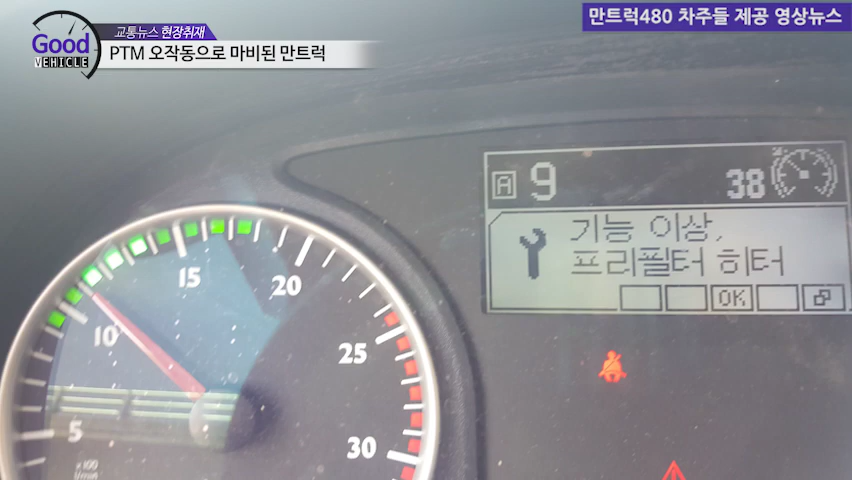 Good
VEHICLE
교통뉴스 현장취재
PTM 오작동으로 마비된 만트럭
만트럭480 차주들 제공 영상뉴스
A 9 38
기능 이상,
프리필터 히터
OK
5
10
15
20
25
30
x100